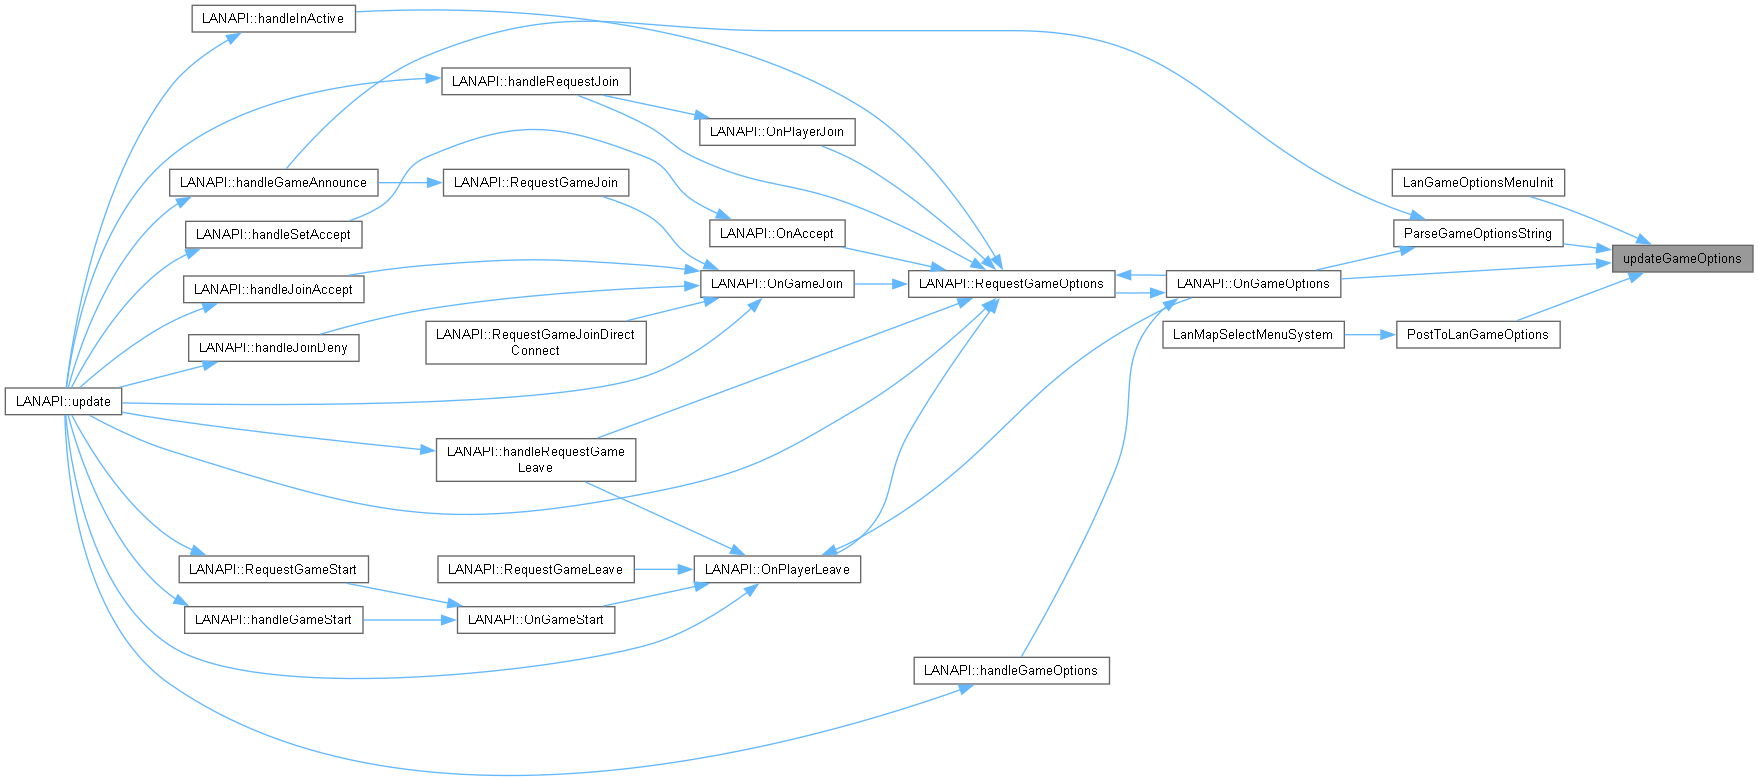 LANAPI::handleInActive
LANAPI::handleRequestJoin
LANAPI::OnPlayerJoin
LANAPI::handleGameAnnounce
LANAPI::RequestGameJoin
LanGameOptionsMenuInit
LANAPI::handleSetAccept
LANAPI::OnAccept
ParseGameOptionsString
updateGameOptions
LANAPI::handleJoinAccept
LANAPI::OnGameJoin
LANAPI::RequestGameOptions
LANAPI::OnGameOptions
LANAPI::RequestGameJoinDirect
Connect
LanMapSelectMenuSystem
PostToLanGameOptions
LANAPI::handleJoinDeny
LANAPI::update
LANAPI::handleRequestGame
Leave
LANAPI::RequestGameStart
LANAPI::RequestGameLeave
LANAPI::OnPlayerLeave
LANAPI::handleGameStart
LANAPI::OnGameStart
LANAPI::handleGameOptions